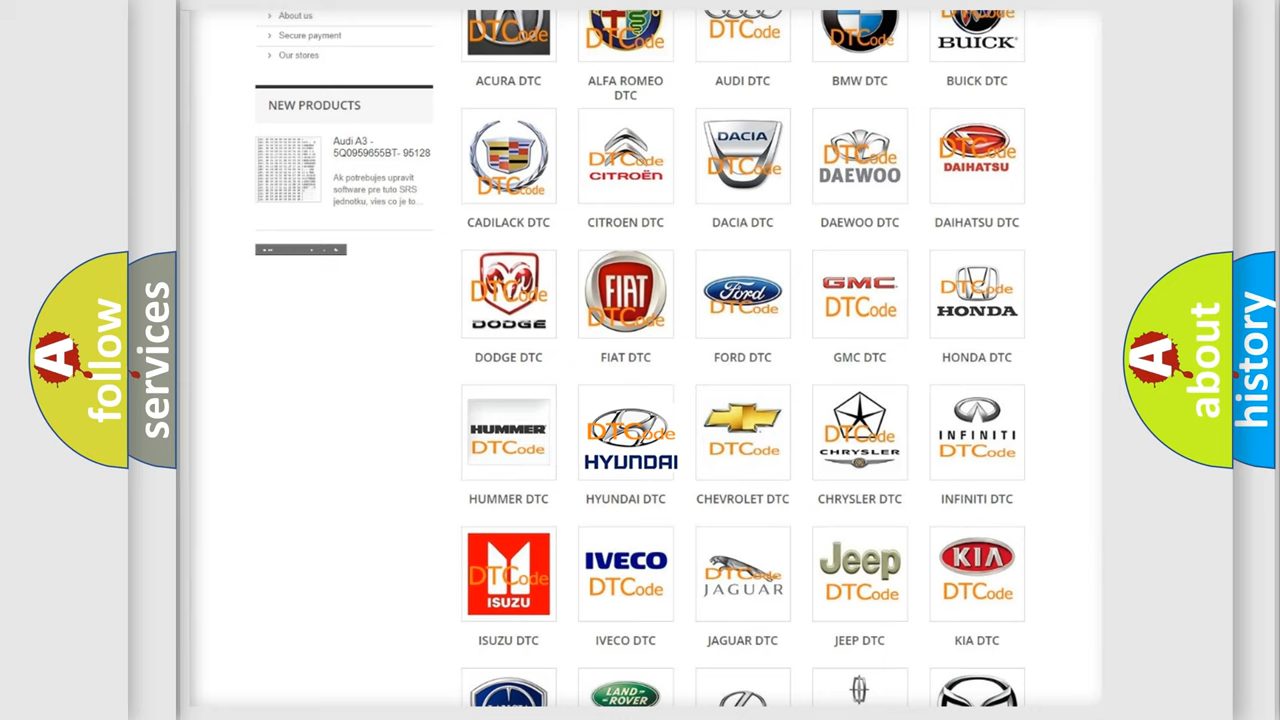 About us
Secure payment
Our stores
NEW PRODUCTS
Audi A3 -
5Q0959655BT- 95128
Ak potrebujes upravit
software pre tuto SRS
jednotku, vies co je to...
DTCode DTCode DTCode DTCode BUICK
ACURA DTC
ALFA ROMEO
DTC
AUDI DTC
BMW DTC
BUICK DTC
DTCode
DTCode
CITROËN
DACIA
DTCode
DTCode
DAEWOO
DTCode
DAIHATSU
CADILACK DTC
CITROEN DTC
DACIA DTC
DAEWOO DTC
DAIHATSU DTC
DTCode
DODGE
FIAT
DTCode
Ford
DTCode
GMC
DTCode
DTCode
HONDA
DODGE DTC
FIAT DTC
FORD DTC
GMC DTC
HONDA DTC
HUMMER
DTCode
DTCode
HYUNDAI
DTCode
DTCode
CHRYSLER
INFINITI
DTCode
HUMMER DTC
HYUNDAI DTC
CHEVROLET DTC
CHRYSLER DTC
INFINITI DTC
DTCode
ISUZU
IVECO
DTCode
DTCode
JAGUAR
Jeep
DTCode
KIA
DTCode
ISUZU DTC
IVECO DTC
JAGUAR DTC
JEEP DTC
KIA DTC
LAND-
ROVER
A
follow
services
A
about
history